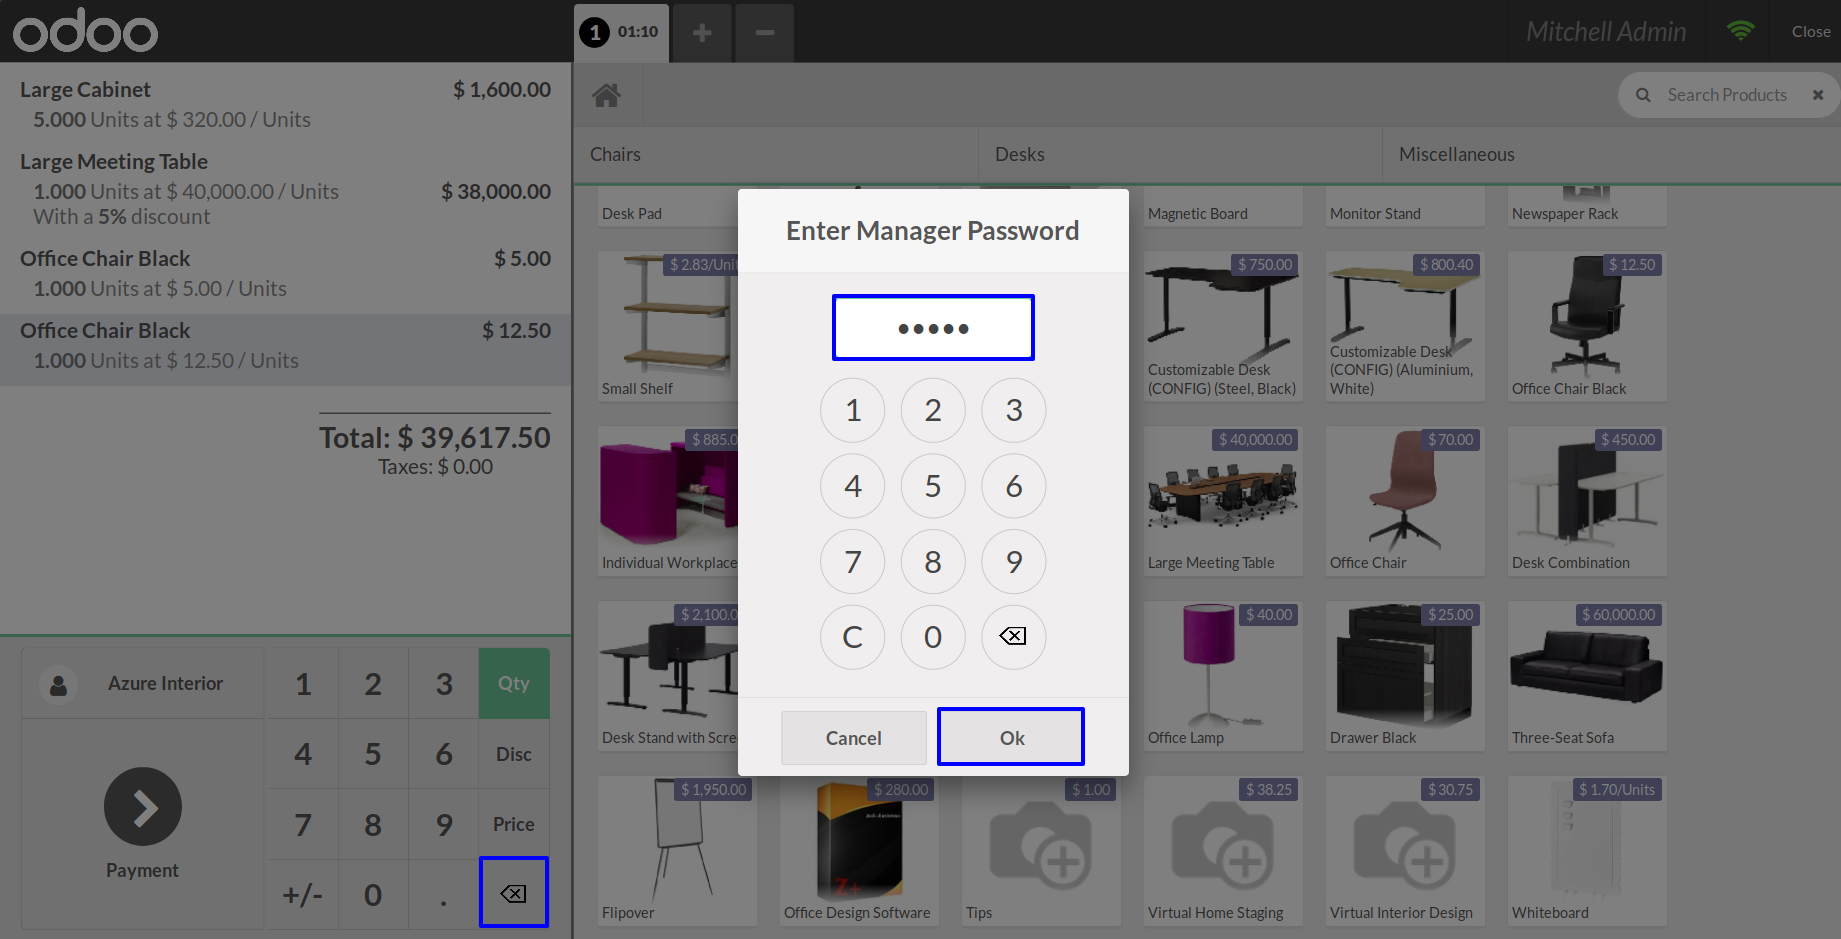 odoo
1 01:10 + −
Mitchell Admin
Close
Large Cabinet $ 1,600.00
5.000 Units at $ 320.00 / Units
Large Meeting Table
1.000 Units at $ 40,000.00 / Units $ 38,000.00
With a 5% discount
Office Chair Black $ 5.00
1.000 Units at $ 5.00 / Units
Office Chair Black $ 12.50
1.000 Units at $ 12.50 / Units
Total: $ 39,617.50
Taxes: $ 0.00
Azure Interior
Payment
1 2 3 Qty
4 5 6 Disc
7 8 9 Price
+/- 0 .
Search Products
Chairs Desks Miscellaneous
Desk Pad
Magnetic Board
Monitor Stand
Newspaper Rack
$ 2.83/Unit
Small Shelf
$ 750.00
Customizable Desk
(CONFIG) (Steel, Black)
$ 800.40
Customizable Desk
(CONFIG) (Aluminium,
White)
$ 12.50
Office Chair Black
$ 885.0
Individual Workplace
$ 40,000.00
Large Meeting Table
$ 70.00
Office Chair
$ 450.00
Desk Combination
$ 2,100.0
Desk Stand with Scre
$ 40.00
Office Lamp
$ 25.00
Drawer Black
$ 60,000.00
Three-Seat Sofa
$ 1,950.00
Flipover
$ 280.00
Z+
Office Design Software
$ 1.00
Tips
$ 38.25
Virtual Home Staging
$ 30.75
Virtual Interior Design
$ 1.70/Units
Whiteboard
Enter Manager Password
•••••
1 2 3
4 5 6
7 8 9
C 0
Cancel Ok